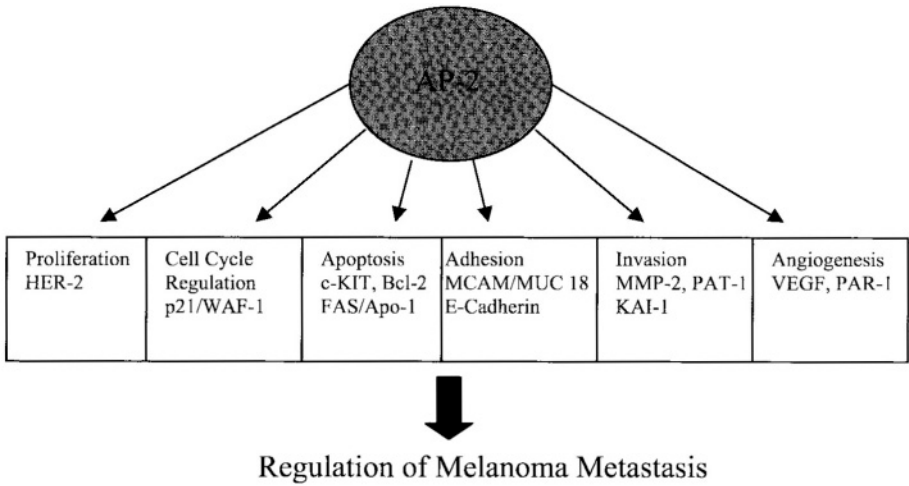 AP-2
Proliferation
HER-2
Cell Cycle
Regulation
p21/WAF-1
Apoptosis
c-KIT, Bcl-2
FAS/Apo-1
Adhesion
MCAM/MUC 18
E-Cadherin
Invasion
MMP-2, PAT-1
KAI-1
Angiogenesis
VEGF, PAR-1
Regulation of Melanoma Metastasis